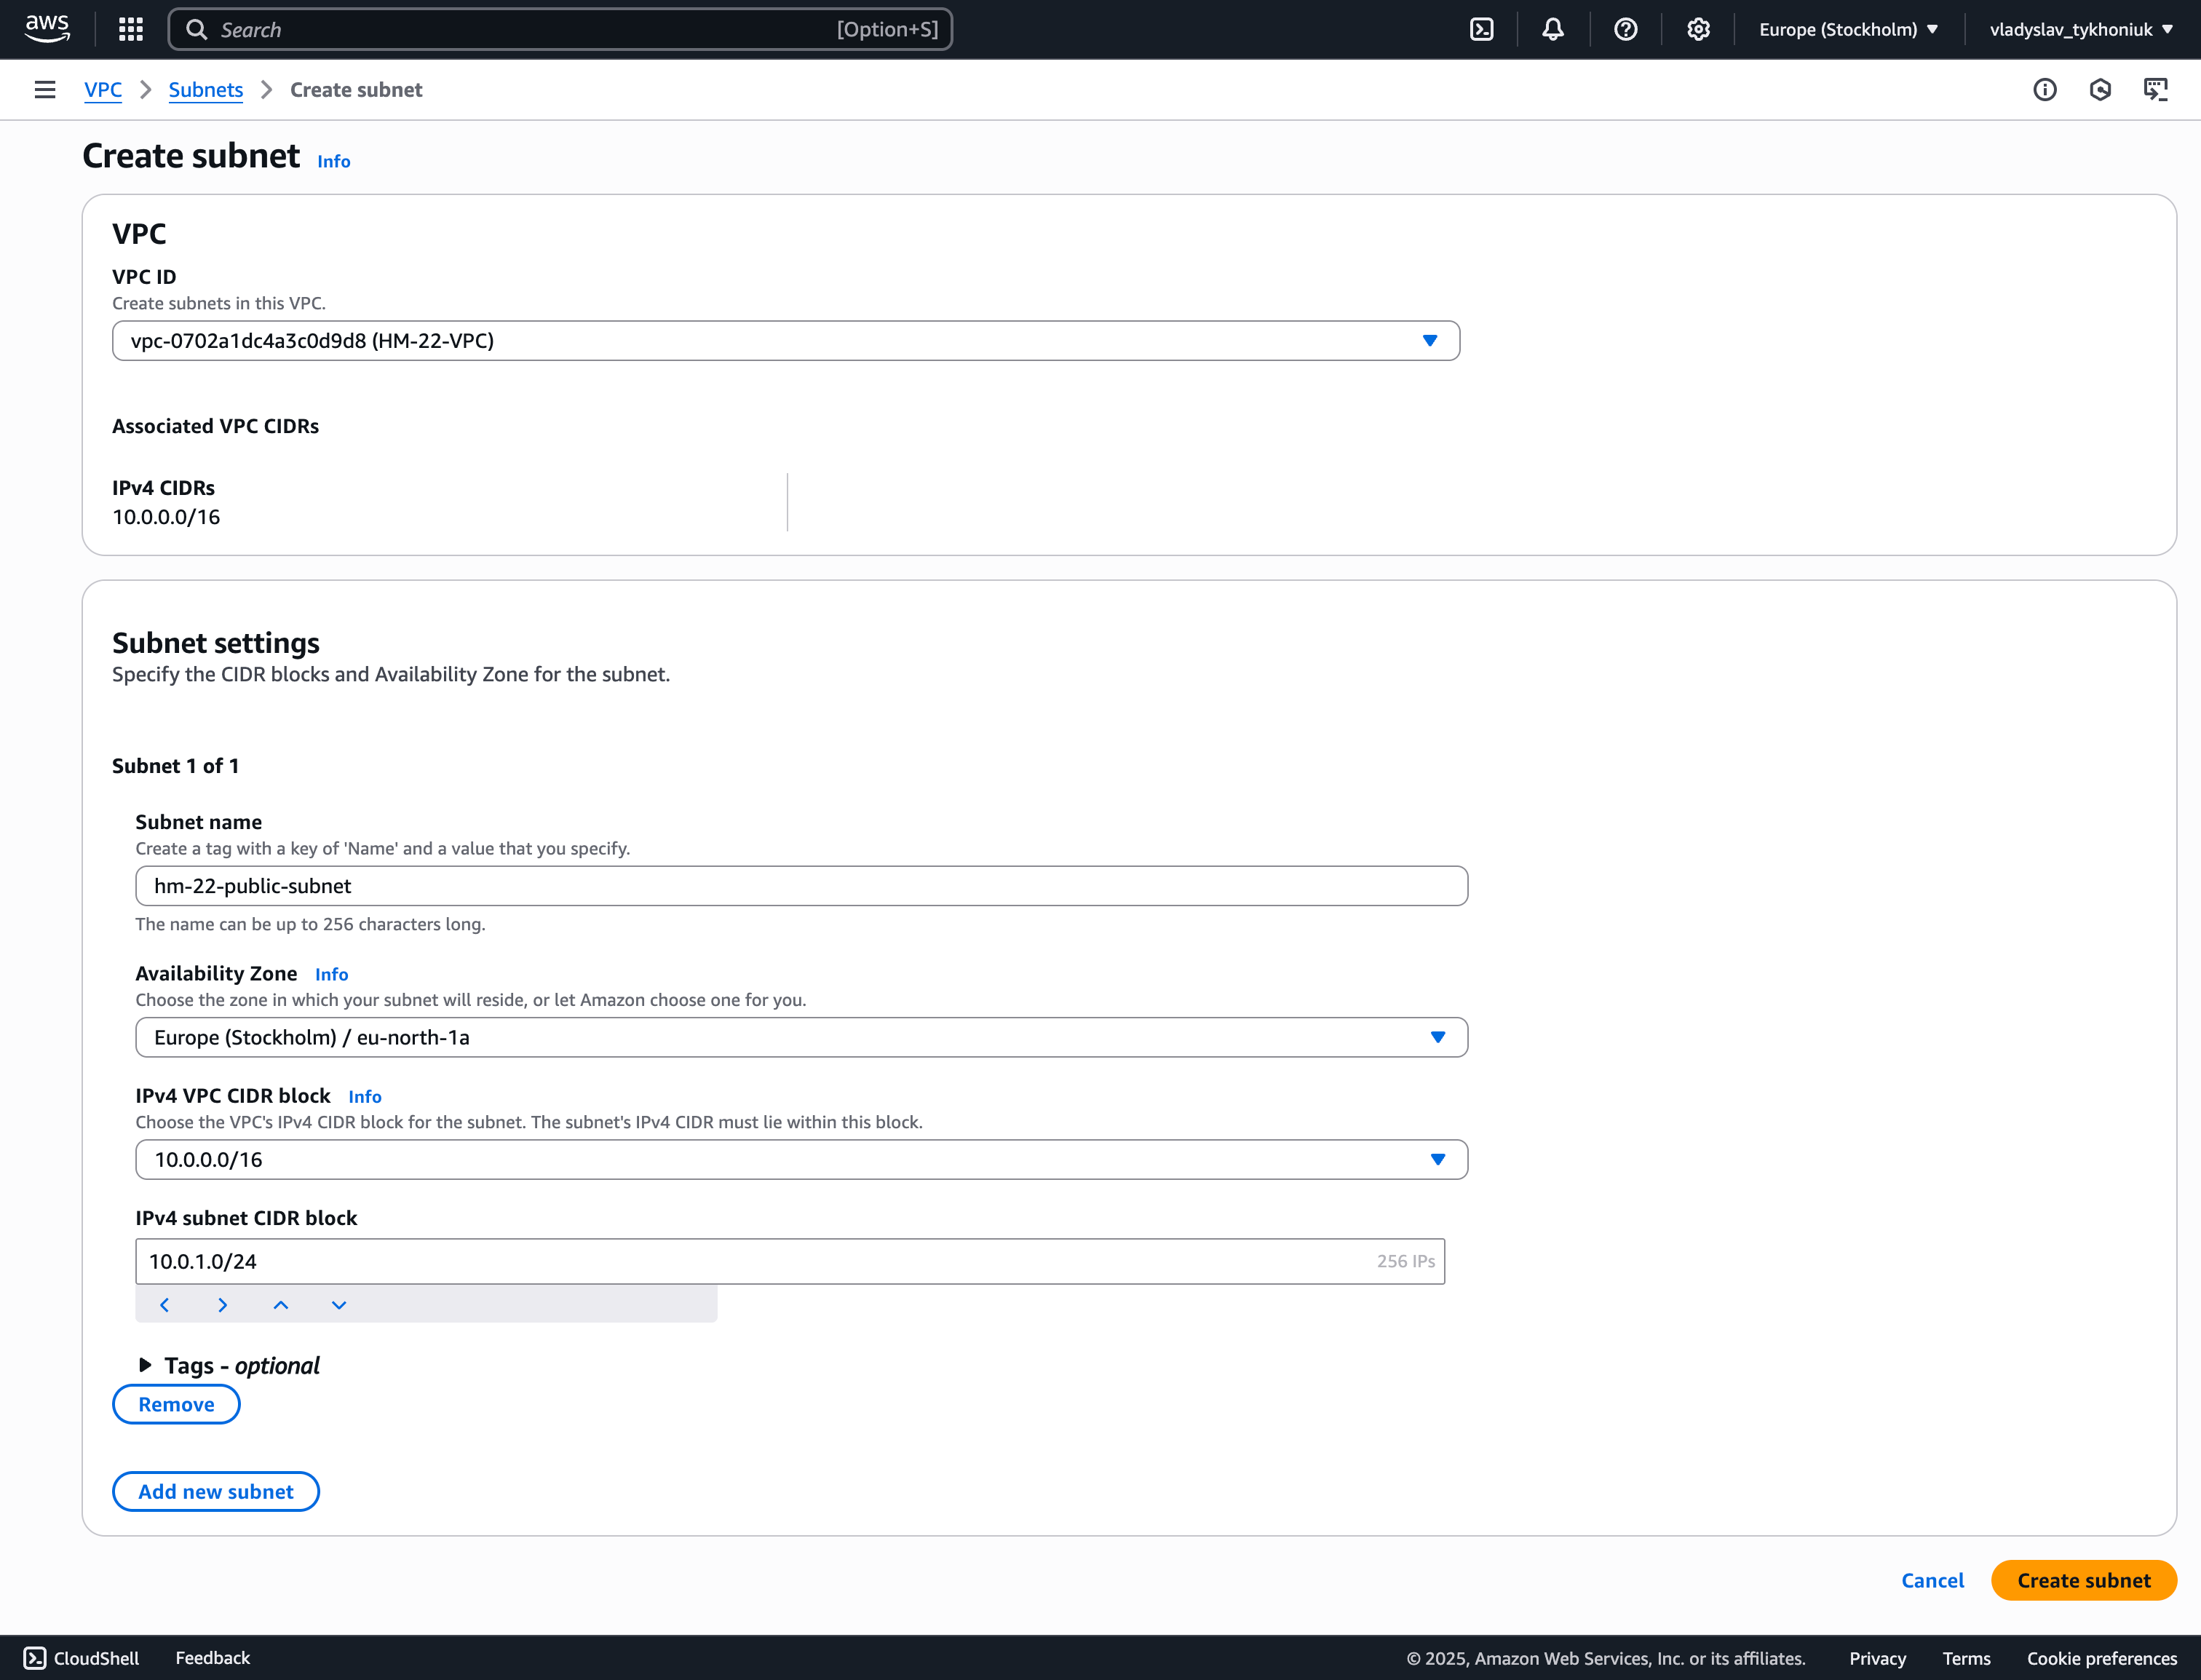 aws
Search [Option+S]
Europe (Stockholm)
vladyslav_tykhoniuk
VPC
Subnets
Create subnet
Create subnet Info
VPC
VPC ID
Create subnets in this VPC.
vpc-0702a1dc4a3c0d9d8 (HM-22-VPC)
Associated VPC CIDRs
IPv4 CIDRs
10.0.0.0/16
Subnet settings
Specify the CIDR blocks and Availability Zone for the subnet.
Subnet 1 of 1
Subnet name
Create a tag with a key of 'Name' and a value that you specify.
hm-22-public-subnet
The name can be up to 256 characters long.
Availability Zone Info
Choose the zone in which your subnet will reside, or let Amazon choose one for you.
Europe (Stockholm) / eu-north-1a
IPv4 VPC CIDR block Info
Choose the VPC's IPv4 CIDR block for the subnet. The subnet's IPv4 CIDR must lie within this block.
10.0.0.0/16
IPv4 subnet CIDR block
10.0.1.0/24 256 IPs
Tags - optional
Remove
Add new subnet
Cancel
Create subnet
CloudShell
Feedback
© 2025, Amazon Web Services, Inc. or its affiliates.
Privacy
Terms
Cookie preferences